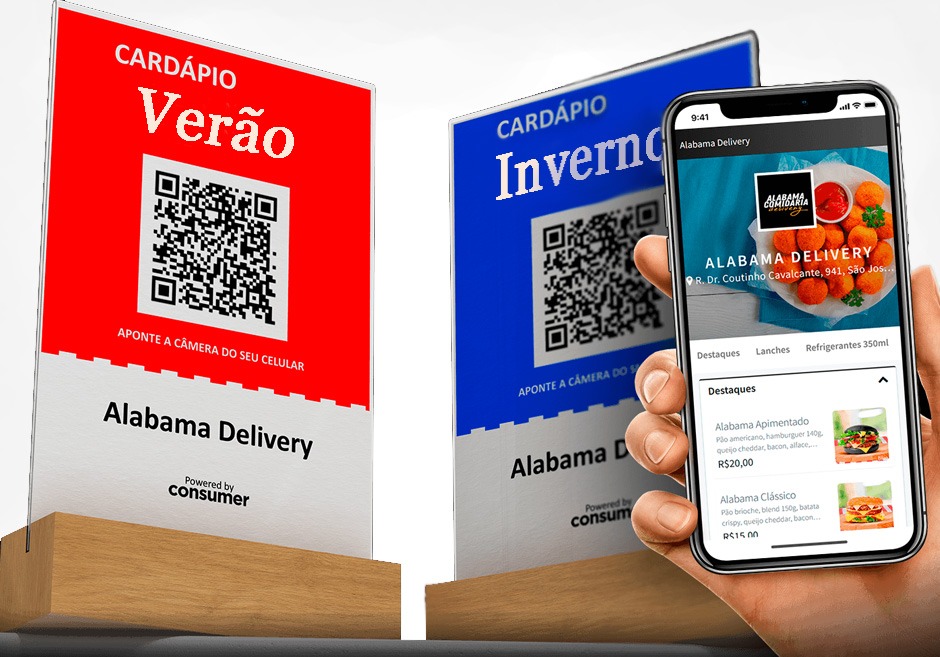 CARDÁPIO
Verão
APONTE A CÂMERA DO SEU CELULAR
Alabama Delivery
Powered by
consumer
CARDÁPIO
Inverno
APONTE A CÂMERA DO
Alabama D
Powered by
consum
9:41
Alabama Delivery
ALABAMA
COMIDARIA
delivery
ALABAMA DELIVERY
R. Dr. Coutinho Cavalcante, 941, São Jos...
Destaques Lanches Refrigerantes 350ml
Destaques
Alabama Apimentado
Pão americano, hamburguer 140g,
queijo cheddar, bacon, alface,...
R$20,00
Alabama Clássico
Pão brioche, blend 150g, batata
crispy, queijo cheddar, bacon...
R$15,00